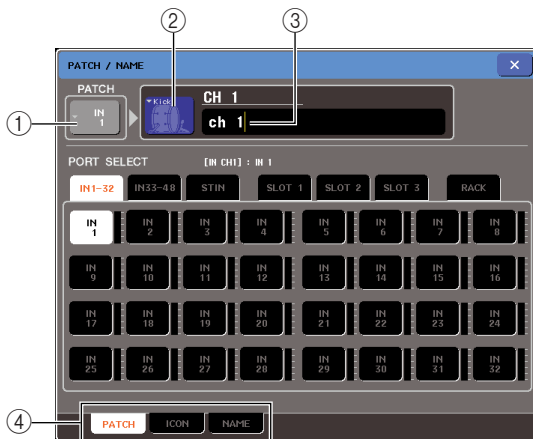 ① ② ③
PATCH / NAME ×
PATCH
IN 1
Kick
CH 1
ch 1
PORT SELECT [IN CH1] : IN 1
IN1-32 IN33-48 STIN SLOT 1 SLOT 2 SLOT 3 RACK
IN 1 IN 2 IN 3 IN 4 IN 5 IN 6 IN 7 IN 8
IN 9 IN 10 IN 11 IN 12 IN 13 IN 14 IN 15 IN 16
IN 17 IN 18 IN 19 IN 20 IN 21 IN 22 IN 23 IN 24
IN 25 IN 26 IN 27 IN 28 IN 29 IN 30 IN 31 IN 32
④
PATCH ICON NAME